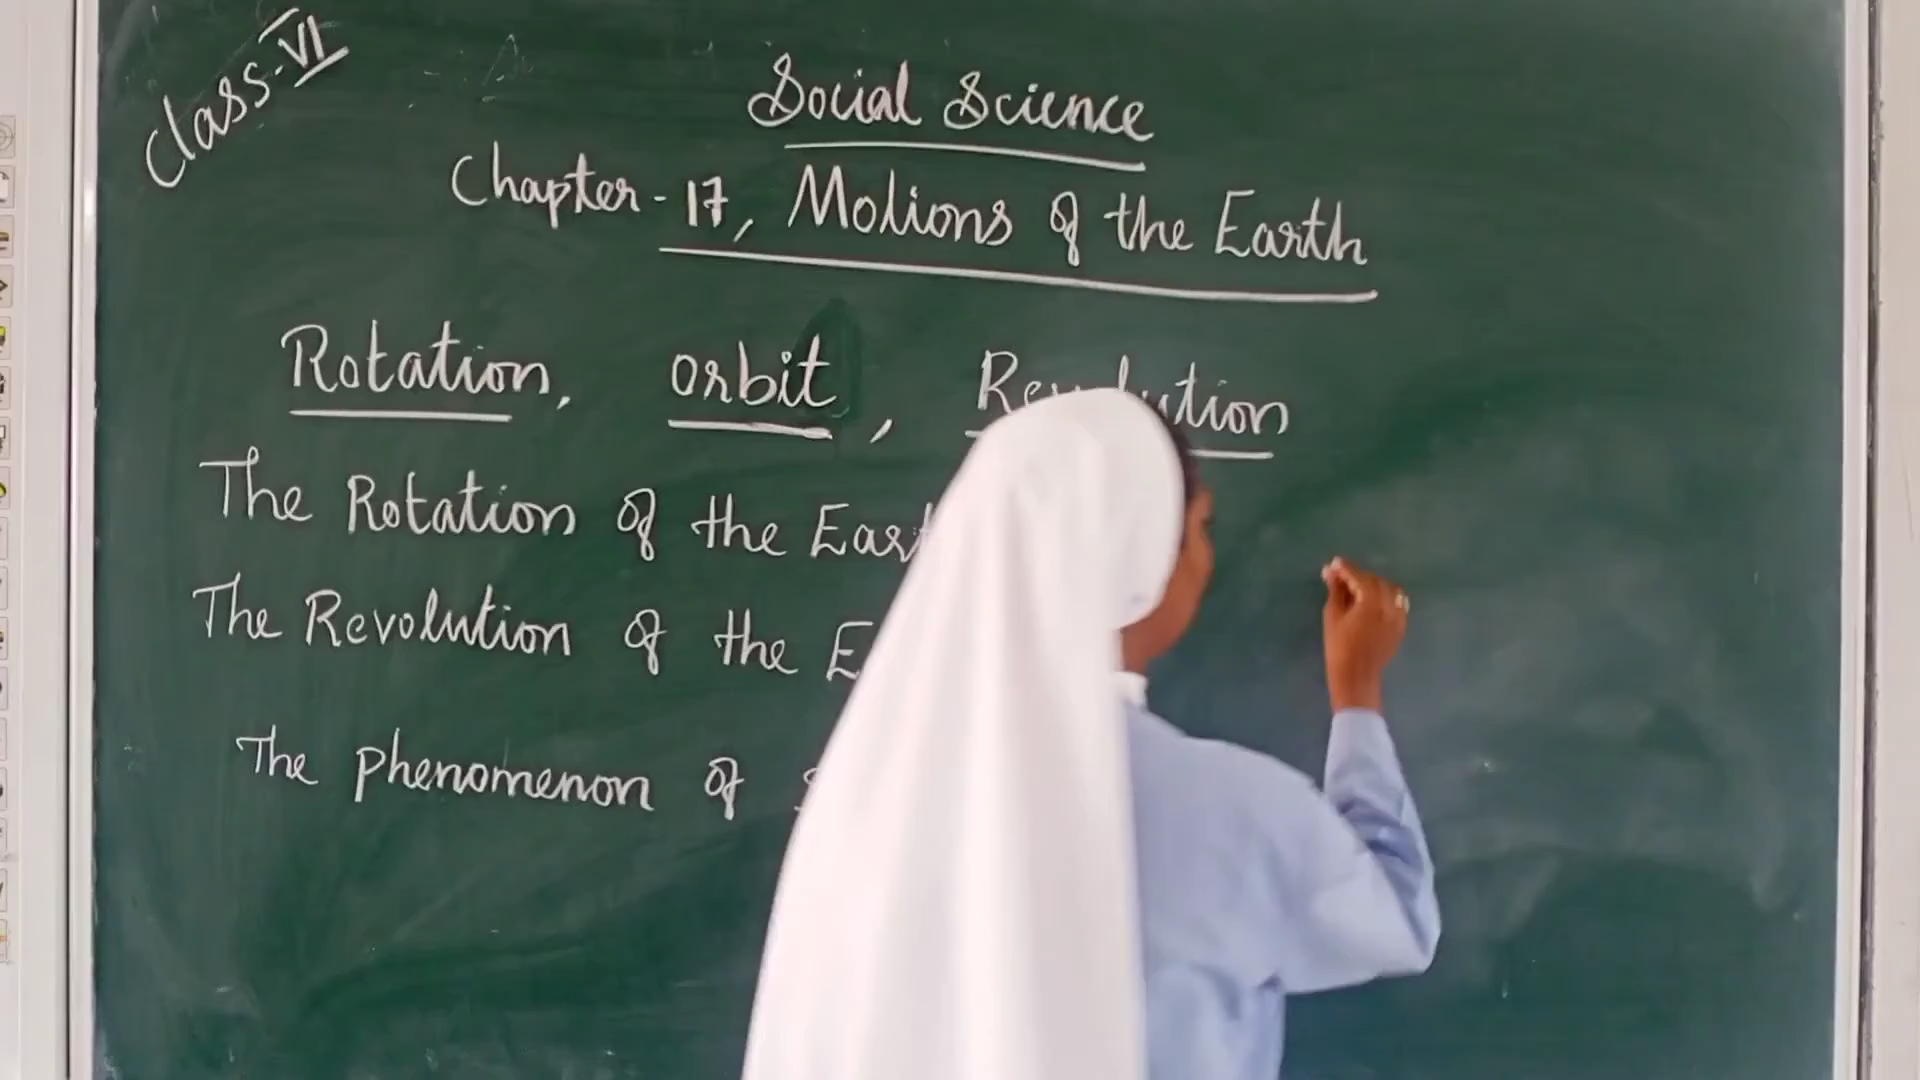 Class-VI
Social Science
Chapter - 17, Motions of the Earth
Rotation, orbit, Revolution
The Rotation of the
The Revolution of the
The phenomenon of